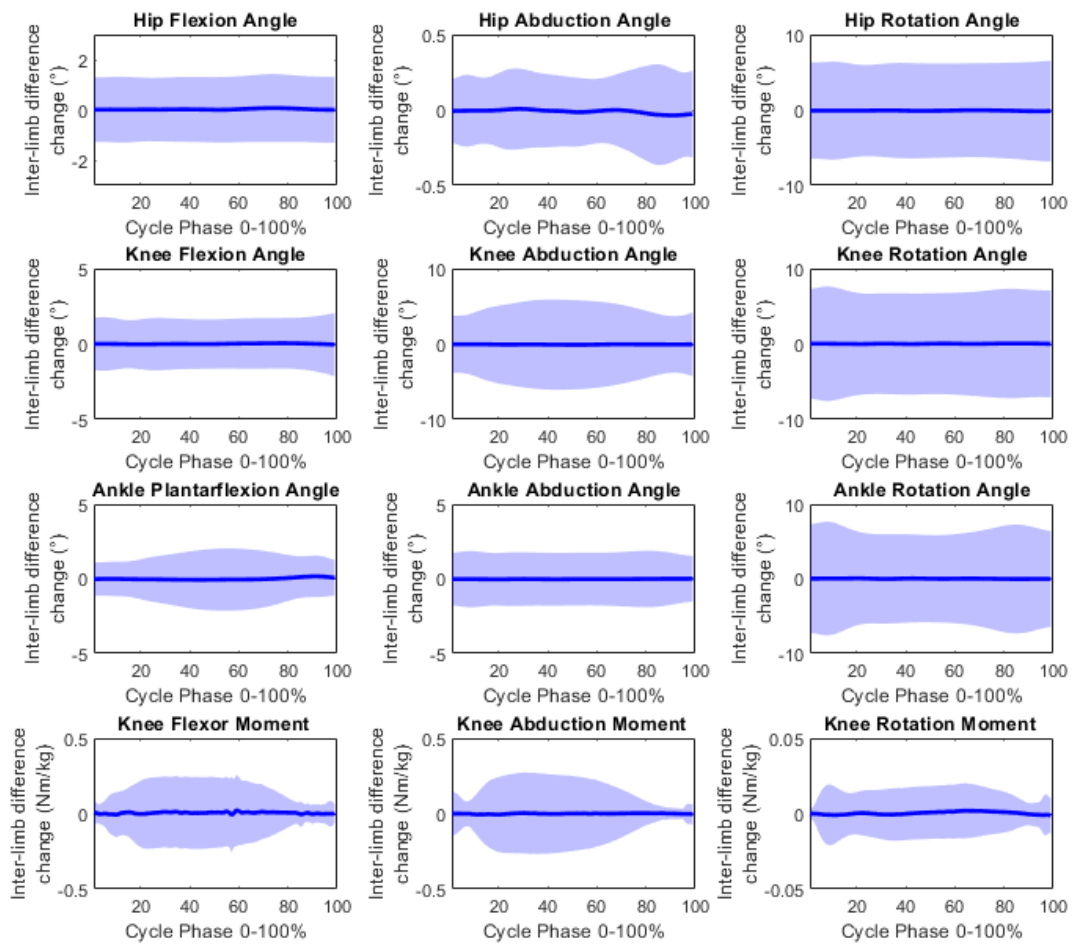 Hip Flexion Angle
Inter-limb difference
change (°)
2
0
-2
20 40 60 80 100
Cycle Phase 0-100%
Hip Abduction Angle
Inter-limb difference
change (°)
0.5
0
-0.5
20 40 60 80 100
Cycle Phase 0-100%
Hip Rotation Angle
Inter-limb difference
change (°)
10
0
-10
20 40 60 80 100
Cycle Phase 0-100%
Knee Flexion Angle
Inter-limb difference
change (°)
5
0
-5
20 40 60 80 100
Cycle Phase 0-100%
Knee Abduction Angle
Inter-limb difference
change (°)
10
0
-10
20 40 60 80 100
Cycle Phase 0-100%
Knee Rotation Angle
Inter-limb difference
change (°)
10
0
-10
20 40 60 80 100
Cycle Phase 0-100%
Ankle Plantarflexion Angle
Inter-limb difference
change (°)
5
0
-5
20 40 60 80 100
Cycle Phase 0-100%
Ankle Abduction Angle
Inter-limb difference
change (°)
5
0
-5
20 40 60 80 100
Cycle Phase 0-100%
Ankle Rotation Angle
Inter-limb difference
change (°)
10
0
-10
20 40 60 80 100
Cycle Phase 0-100%
Knee Flexor Moment
Inter-limb difference
change (Nm/kg)
0.5
0
-0.5
20 40 60 80 100
Cycle Phase 0-100%
Knee Abduction Moment
Inter-limb difference
change (Nm/kg)
0.5
0
-0.5
20 40 60 80 100
Cycle Phase 0-100%
Knee Rotation Moment
Inter-limb difference
change (Nm/kg)
0.05
0
-0.05
20 40 60 80 100
Cycle Phase 0-100%